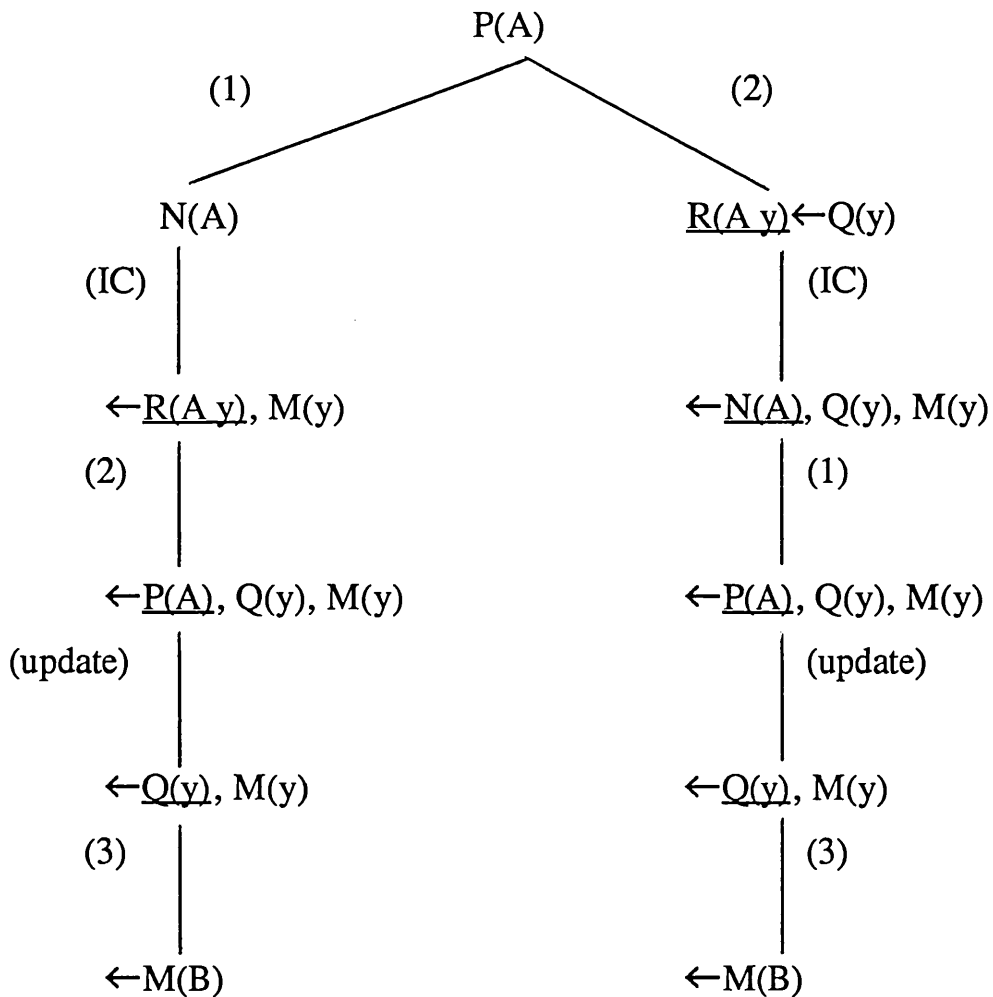 P(A)
(1) (2)
N(A) R(A y)←Q(y)
(IC) (IC)
←R(A y), M(y) ←N(A), Q(y), M(y)
(2) (1)
←P(A), Q(y), M(y) ←P(A), Q(y), M(y)
(update) (update)
←Q(y), M(y) ←Q(y), M(y)
(3) (3)
←M(B) ←M(B)